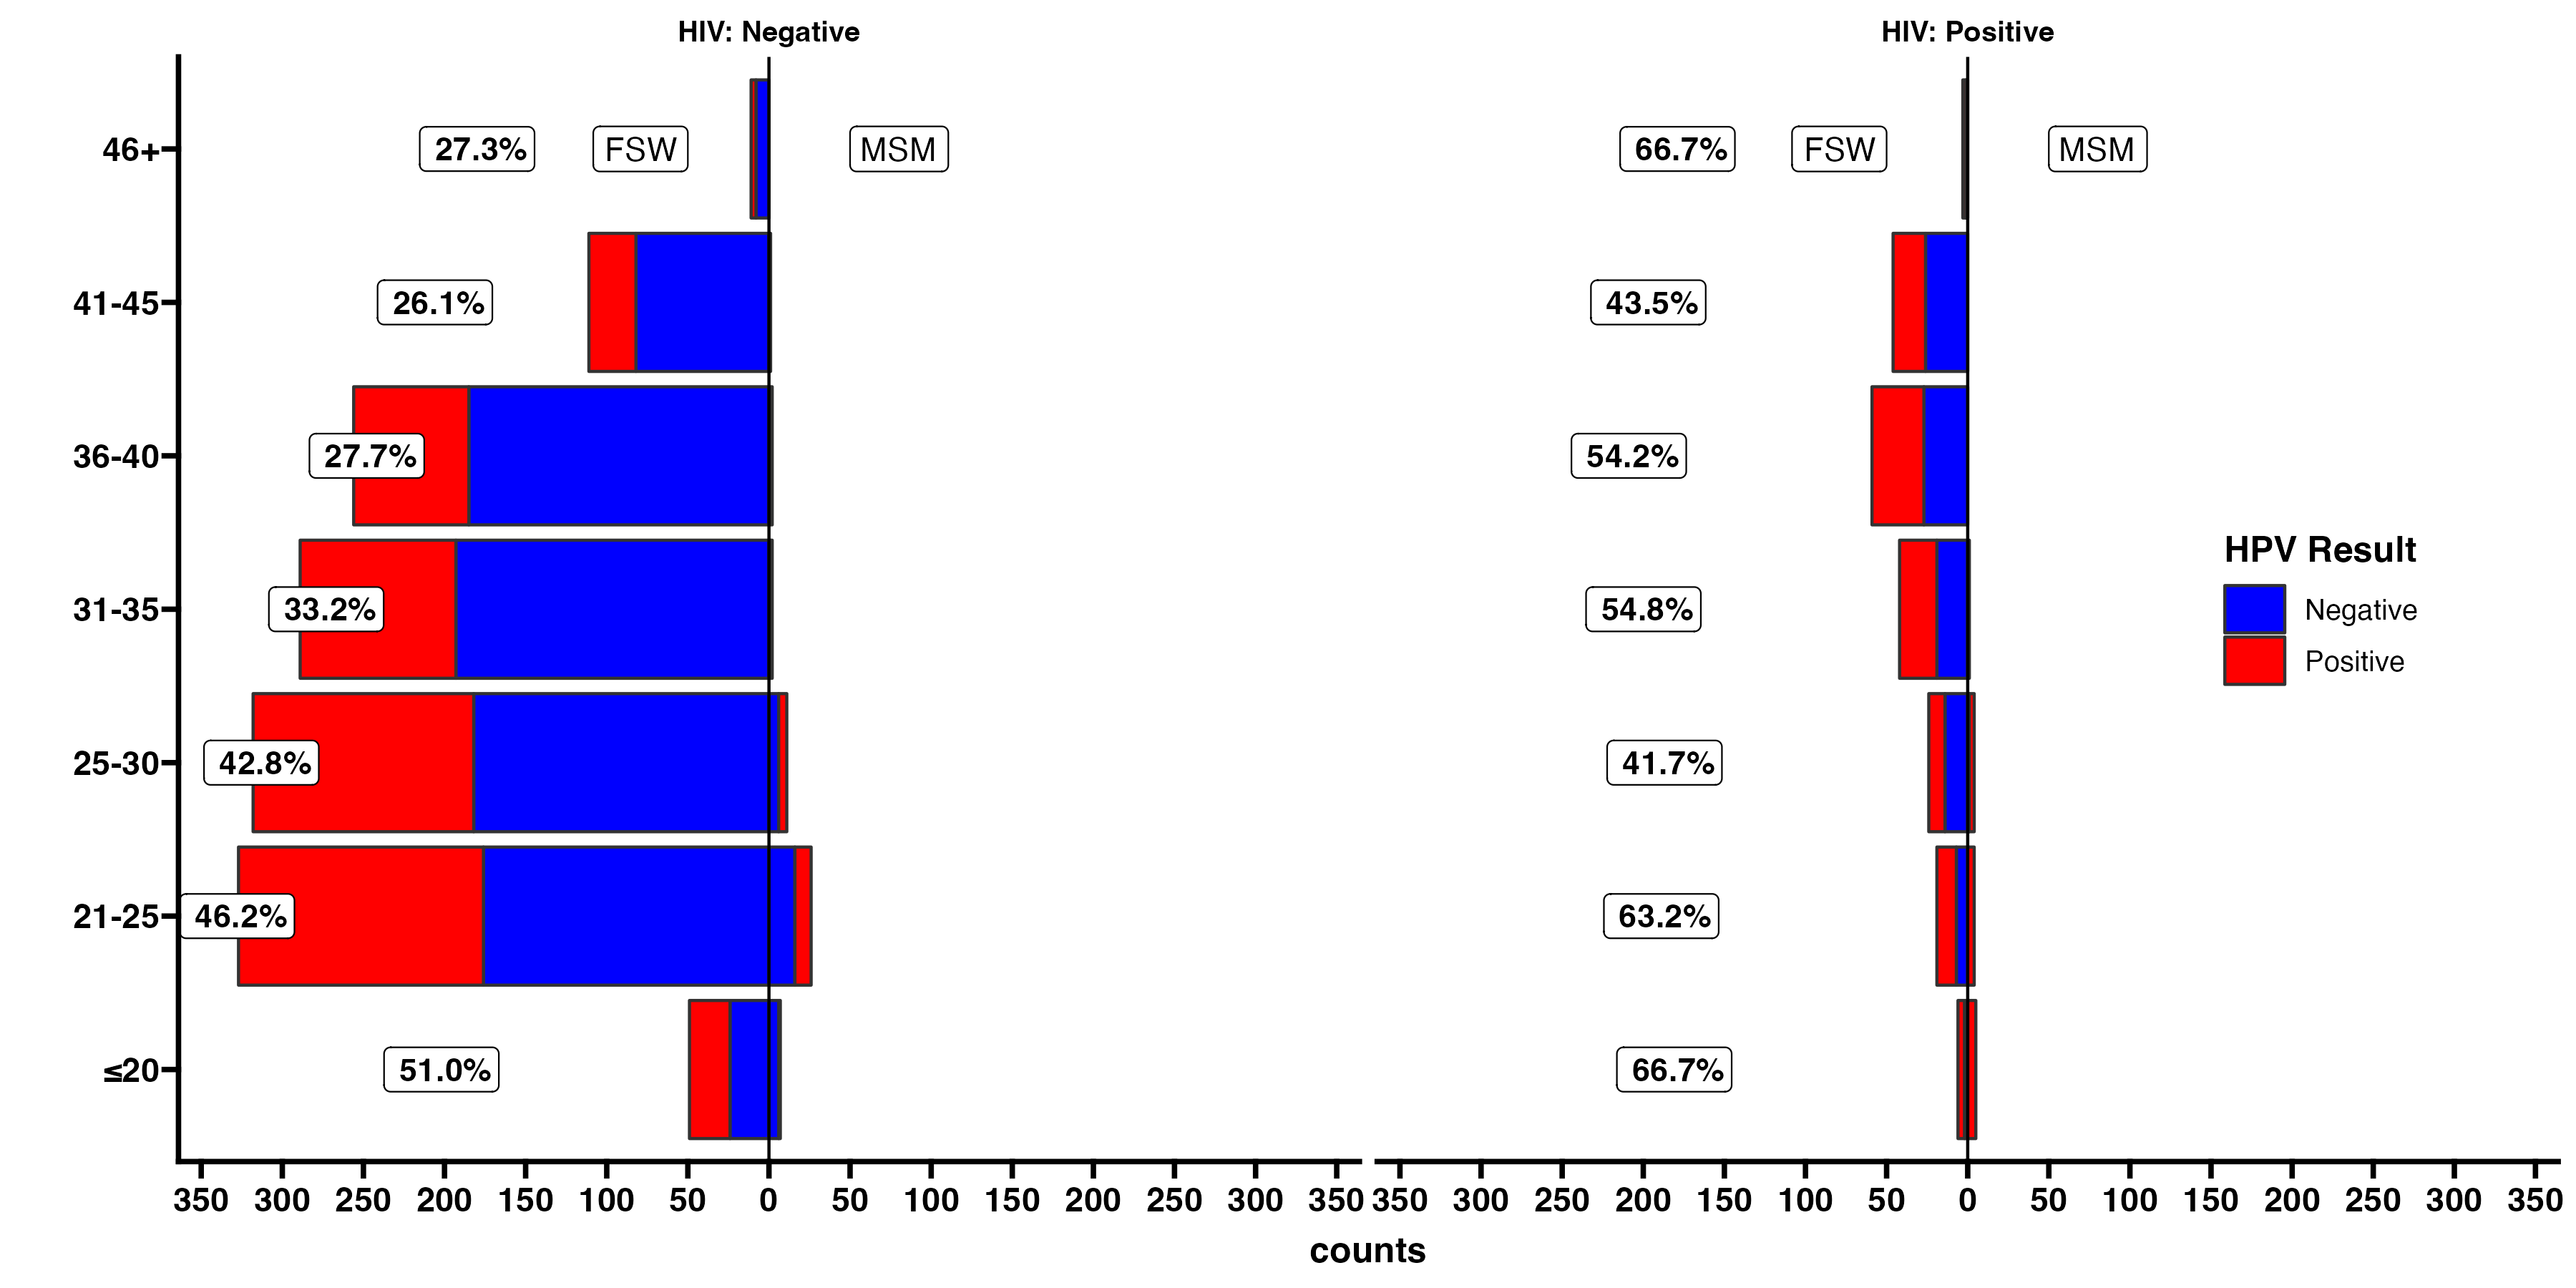 HIV: Negative HIV: Positive
46+ 27.3% FSW MSM 66.7% FSW MSM
41-45 26.1% 43.5%
36-40 27.7% 54.2%
HPV Result
31-35 33.2% 54.8% Negative
Positive
25-30 42.8% 41.7%
21-25 46.2% 63.2%
≤20 51.0% 66.7%
350 300 250 200 150 100 50 0 50 100 150 200 250 300 350 350 300 250 200 150 100 50 0 50 100 150 200 250 300 350
counts